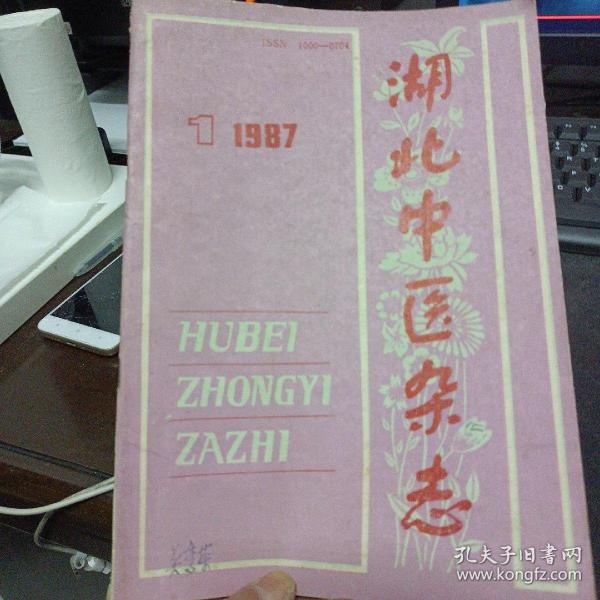 ISSN 1000—0704
1 1987
湖北中医杂志
HUBEI
ZHONGYI
ZAZHI
孔夫子旧书网
www.kongfz.com